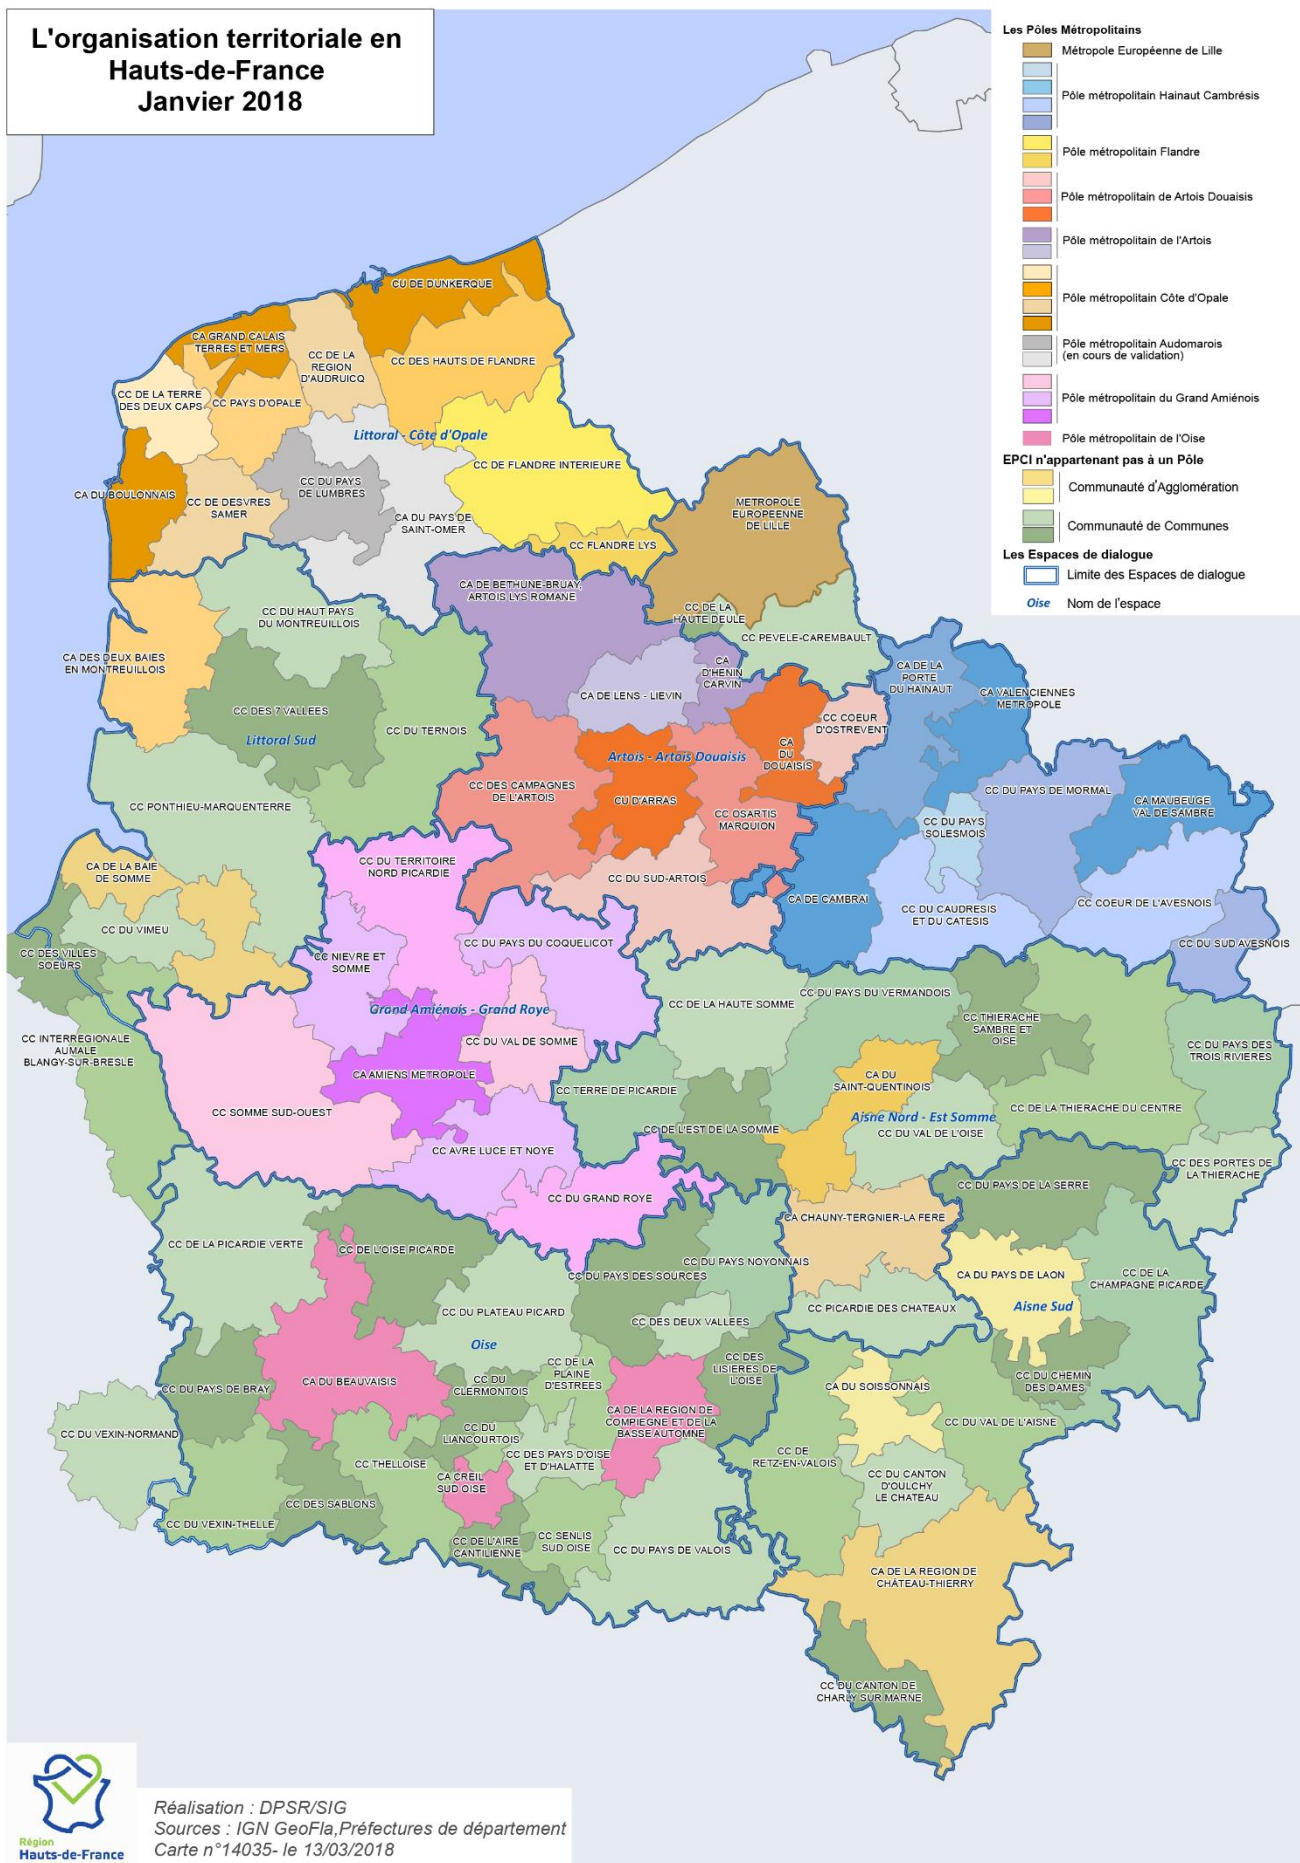 L'organisation territoriale en
Hauts-de-France
Janvier 2018
Les Pôles Métropolitains
Métropole Européenne de Lille
Pôle métropolitain Hainaut Cambrésis
Pôle métropolitain Flandre
Pôle métropolitain de Artois Douaisis
Pôle métropolitain de l'Artois
Pôle métropolitain Côte d'Opale
Pôle métropolitain Audomarois
(en cours de validation)
Pôle métropolitain du Grand Amiénois
Pôle métropolitain de l'Oise
EPCI n'appartenant pas à un Pôle
Communauté d'Agglomération
Communauté de Communes
Les Espaces de dialogue
Limite des Espaces de dialogue
Oise
Nom de l'espace
CU DE DUNKERQUE
CA GRAND CALAIS
TERRES ET MERS
CC DE LA
REGION
D'AUDRUICQ
CC DES HAUTS DE FLANDRE
CC DE LA TERRE
DES DEUX CAPS
CC PAYS D'OPALE
Littoral - Côte d'Opale
CC DE FLANDRE INTERIEURE
CA DU BOULONNAIS
CC DE DESVRES
SAMER
CC DU PAYS
DE LUMBRES
CA DU PAYS DE
SAINT-OMER
METROPOLE
EUROPEENNE
DE LILLE
CC FLANDRE LYS
CA DE BETHUNE-BRUAY,
ARTOIS LYS ROMANE
CC DU HAUT PAYS
DU MONTREUILLOIS
CC DE LA
HAUTE DEULE
CC PEVELE-CAREMBAULT
CA DES DEUX BAIES
EN MONTREUILLOIS
CA
D'HENIN
CARVIN
CA DE LENS - LIEVIN
CA DE LA
PORTE
DU HAINAUT
CA VALENCIENNES
METROPOLE
CC DES 7 VALLEES
Littoral Sud
CC DU TERNOIS
CC COEUR
D'OSTREVENT
CA
DU
DOUAISIS
Artois - Artois Douaisis
CC DES CAMPAGNES
DE L'ARTOIS
CU D'ARRAS
CC OSARTIS
MARQUION
CC DU PAYS DE MORMAL
CA MAUBEUGE
VAL DE SAMBRE
CC PONTHIEU-MARQUENTERRE
CC DU PAYS
SOLESMOIS
CA DE LA BAIE
DE SOMME
CC DU TERRITOIRE
NORD PICARDIE
CC DU SUD-ARTOIS
CA DE CAMBRAI
CC DU CAUDRESIS
ET DU CATESIS
CC COEUR DE L'AVESNOIS
CC DU VIMEU
CC DES VILLES
SOEURS
CC NIEVRE ET
SOMME
CC DU PAYS DU COQUELICOT
CC DU SUD AVESNOIS
CC DE LA HAUTE SOMME
CC DU PAYS DU VERMANDOIS
CC THIERACHE
SAMBRE ET
OISE
Grand Amiénois - Grand Roye
CC INTERREGIONALE
AUMALE
BLANGY-SUR-BRESLE
CC DU VAL DE SOMME
CC DU PAYS DES
TROIS RIVIERES
CA AMIENS METROPOLE
CC TERRE DE PICARDIE
CA DU
SAINT-QUENTINOIS
CC SOMME SUD-OUEST
Aisne Nord - Est Somme
CC DE LA THIERACHE DU CENTRE
CC DE L'EST DE LA SOMME
CC DU VAL DE L'OISE
CC AVRE LUCE ET NOYE
CC DES PORTES DE
LA THIERACHE
CC DU GRAND ROYE
CC DU PAYS DE LA SERRE
CA CHAUNY-TERGNIER-LA FERE
CC DE LA PICARDIE VERTE
CC DE L'OISE PICARDE
CC DU PAYS NOYONNAIS
CC DU PAYS DES SOURCES
CA DU PAYS DE LAON
CC DE LA
CHAMPAGNE PICARDE
CC DU PLATEAU PICARD
CC DES DEUX VALLEES
CC PICARDIE DES CHATEAUX
Aisne Sud
Oise
CC DU PAYS DE BRAY
CA DU BEAUVAISIS
CC DU
CLERMONTOIS
CC DE LA
PLAINE
D'ESTREES
CC DES
LISIERES DE
L'OISE
CA DU SOISSONNAIS
CC DU CHEMIN
DES DAMES
CC DU VEXIN-NORMAND
CC DU
LIANCOURTOIS
CA DE LA REGION DE
COMPIEGNE ET DE LA
BASSE AUTOMNE
CC DU VAL DE L'AISNE
CC THELLOISE
CA CREIL
SUD OISE
CC DES PAYS D'OISE
ET D'HALATTE
CC DE
RETZ-EN-VALOIS
CC DU CANTON
D'OULCHY
LE CHATEAU
CC DES SABLONS
CC DU VEXIN-THELLE
CC DE L'AIRE
CANTILIENNE
CC SENLIS
SUD OISE
CC DU PAYS DE VALOIS
CA DE LA REGION DE
CHÂTEAU-THIERRY
CC DU CANTON DE
CHARLY SUR MARNE
Région
Hauts-de-France
Réalisation : DPSR/SIG
Sources : IGN GeoFla,Préfectures de département
Carte n°14035- le 13/03/2018